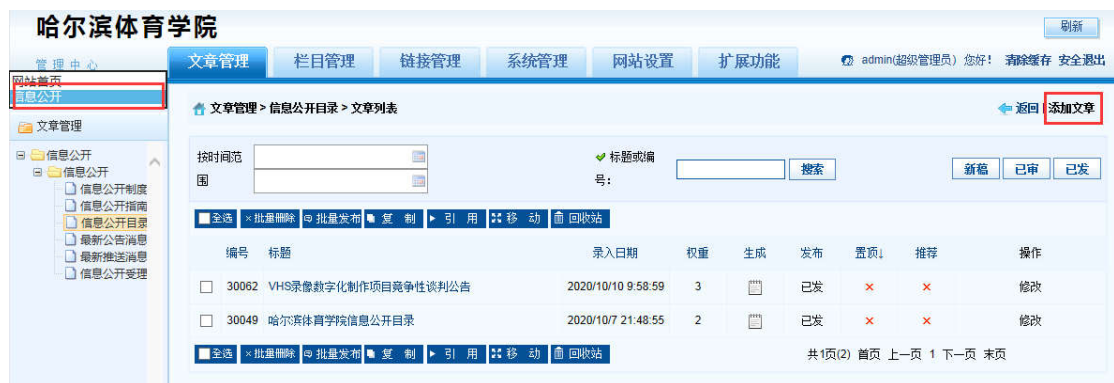 哈尔滨体育学院
刷新
管理中心
文章管理 栏目管理 链接管理 系统管理 网站设置 扩展功能 admin(超级管理员) 您好! 清除缓存 安全退出
网站首页
信息公开
文章管理 > 信息公开目录 > 文章列表 返回 添加文章
文章管理
信息公开
信息公开
信息公开制度
信息公开指南
信息公开目录
最新公告消息
最新推送消息
信息公开受理
按时间范围
标题或编号:
搜索 新稿 已审 已发
全选 ×批量删除 批量发布 复 制 引 用 移 动 回收站
编号 标题 录入日期 权重 生成 发布 置顶↓ 推荐 操作
30062 VHS录像数字化制作项目竞争性谈判公告 2020/10/10 9:58:59 3 已发 × × 修改
30049 哈尔滨体育学院信息公开目录 2020/10/7 21:48:55 2 已发 × × 修改
全选 ×批量删除 批量发布 复 制 引 用 移 动 回收站 共1页(2) 首页 上一页 1 下一页 末页